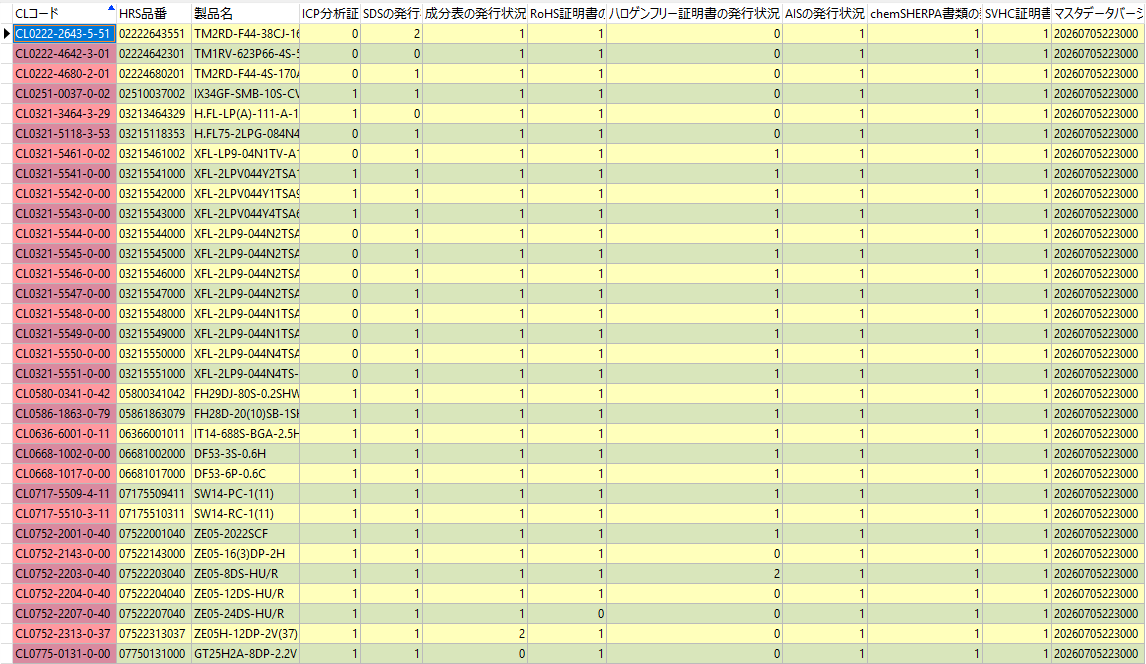 CLコード HRS品番 製品名 ICP分析証 SDSの発行 成分表の発行状況 RoHS証明書の ハロゲンフリー証明書の発行状況 AISの発行状況 chemSHERPA書類の SVHC証明書 マスタデータバージ
CL0222-2643-5-51 02222643551 TM2RD-F44-38CJ-16 0 2 1 1 0 1 1 1 20260705223000
CL0222-4642-3-01 02224642301 TM1RV-623P66-4S-5 0 0 1 1 0 1 1 1 20260705223000
CL0222-4680-2-01 02224680201 TM2RD-F44-4S-170A 0 1 1 1 0 1 1 1 20260705223000
CL0251-0037-0-02 02510037002 IX34GF-SMB-10S-CV 1 1 1 1 0 1 1 1 20260705223000
CL0321-3464-3-29 03213464329 H.FL-LP(A)-111-A-1 1 0 1 1 0 1 1 1 20260705223000
CL0321-5118-3-53 03215118353 H.FL75-2LPG-084N4 0 1 1 1 0 1 1 1 20260705223000
CL0321-5461-0-02 03215461002 XFL-LP9-04N1TV-A1 0 1 1 1 1 1 1 1 20260705223000
CL0321-5541-0-00 03215541000 XFL-2LPV044Y2TSA1 0 1 1 1 1 1 1 1 20260705223000
CL0321-5542-0-00 03215542000 XFL-2LPV044Y1TSA9 0 1 1 1 1 1 1 1 20260705223000
CL0321-5543-0-00 03215543000 XFL-2LPV044Y4TSA6 0 1 1 1 1 1 1 1 20260705223000
CL0321-5544-0-00 03215544000 XFL-2LP9-044N2TSA 0 1 1 1 1 1 1 1 20260705223000
CL0321-5545-0-00 03215545000 XFL-2LP9-044N2TSA 0 1 1 1 1 1 1 1 20260705223000
CL0321-5546-0-00 03215546000 XFL-2LP9-044N2TSA 0 1 1 1 1 1 1 1 20260705223000
CL0321-5547-0-00 03215547000 XFL-2LP9-044N2TSA 0 1 1 1 1 1 1 1 20260705223000
CL0321-5548-0-00 03215548000 XFL-2LP9-044N1TSA 0 1 1 1 1 1 1 1 20260705223000
CL0321-5549-0-00 03215549000 XFL-2LP9-044N1TSA 0 1 1 1 1 1 1 1 20260705223000
CL0321-5550-0-00 03215550000 XFL-2LP9-044N4TSA 0 1 1 1 1 1 1 1 20260705223000
CL0321-5551-0-00 03215551000 XFL-2LP9-044N4TS- 0 1 1 1 1 1 1 1 20260705223000
CL0580-0341-0-42 05800341042 FH29DJ-80S-0.2SHW 1 1 1 1 1 1 1 1 20260705223000
CL0586-1863-0-79 05861863079 FH28D-20(10)SB-1SH 1 1 1 1 1 1 1 1 20260705223000
CL0636-6001-0-11 06366001011 IT14-688S-BGA-2.5H 1 1 1 1 1 1 1 1 20260705223000
CL0668-1002-0-00 06681002000 DF53-3S-0.6H 1 1 1 1 1 1 1 1 20260705223000
CL0668-1017-0-00 06681017000 DF53-6P-0.6C 1 1 1 1 1 1 1 1 20260705223000
CL0717-5509-4-11 07175509411 SW14-PC-1(11) 1 1 1 1 1 1 1 1 20260705223000
CL0717-5510-3-11 07175510311 SW14-RC-1(11) 1 1 1 1 1 1 1 1 20260705223000
CL0752-2001-0-40 07522001040 ZE05-2022SCF 1 1 1 1 1 1 1 1 20260705223000
CL0752-2143-0-00 07522143000 ZE05-16(3)DP-2H 1 1 1 1 0 1 1 1 20260705223000
CL0752-2203-0-40 07522203040 ZE05-8DS-HU/R 1 1 1 1 2 1 1 1 20260705223000
CL0752-2204-0-40 07522204040 ZE05-12DS-HU/R 1 1 1 1 0 1 1 1 20260705223000
CL0752-2207-0-40 07522207040 ZE05-24DS-HU/R 1 1 1 0 0 1 1 1 20260705223000
CL0752-2313-0-37 07522313037 ZE05H-12DP-2V(37) 1 1 2 1 0 1 1 1 20260705223000
CL0775-0131-0-00 07750131000 GT25H2A-8DP-2.2V 1 1 0 1 0 1 1 1 20260705223000